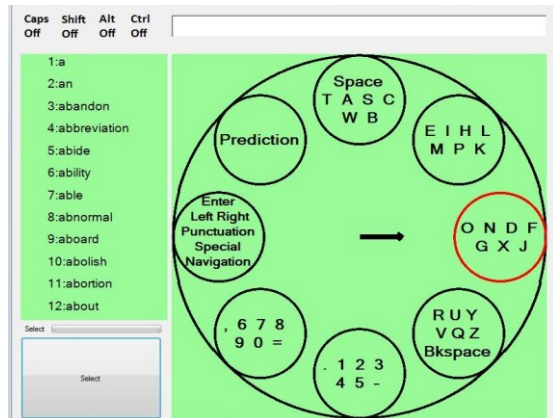 Caps Shift Alt Ctrl
Off Off Off Off
1:a
2:an
3:abandon
4:abbreviation
5:abide
6:ability
7:able
8:abnormal
9:aboard
10:abolish
11:abortion
12:about
Select
Select
Space
T A S C
W B
E I H L
M P K
O N D F
G X J
R U Y
V Q Z
Bkspace
. 1 2 3
4 5 -
, 6 7 8
9 0 =
Enter
Left Right
Punctuation
Special
Navigation
Prediction